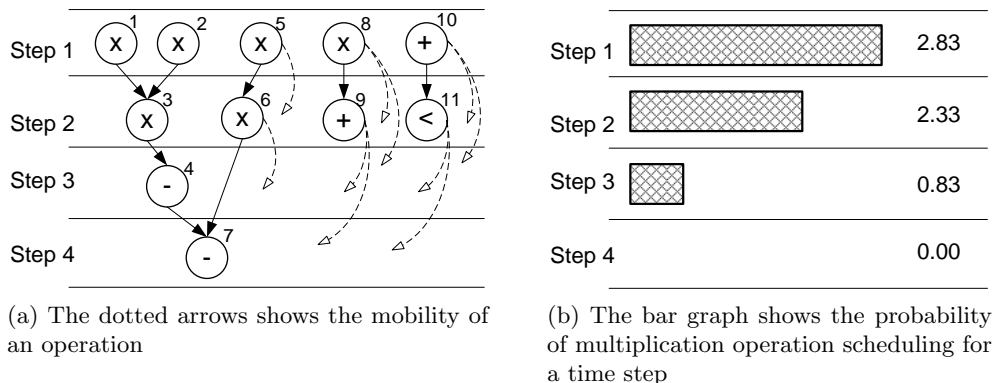 1
2
5
8
10
Step 1
x
x
x
x
+
3
6
9
11
Step 2
x
x
+
<
4
Step 3
-
7
Step 4
-
(a) The dotted arrows shows the mobility of
an operation
Step 1
2.83
Step 2
2.33
Step 3
0.83
Step 4
0.00
(b) The bar graph shows the probability
of multiplication operation scheduling for
a time step